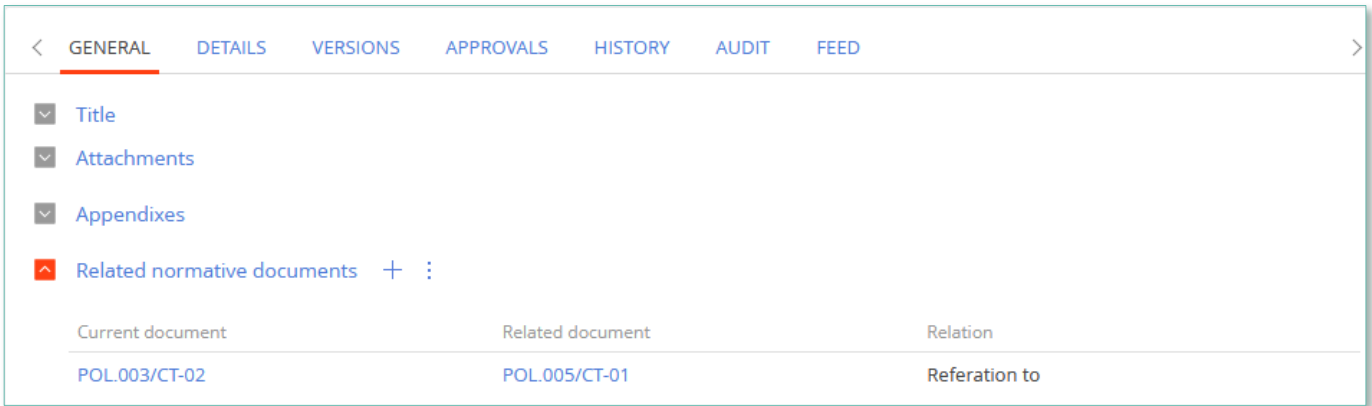 GENERAL DETAILS VERSIONS APPROVALS HISTORY AUDIT FEED
Title
Attachments
Appendixes
Related normative documents
Current document Related document Relation
POL.003/CT-02 POL.005/CT-01 Referation to